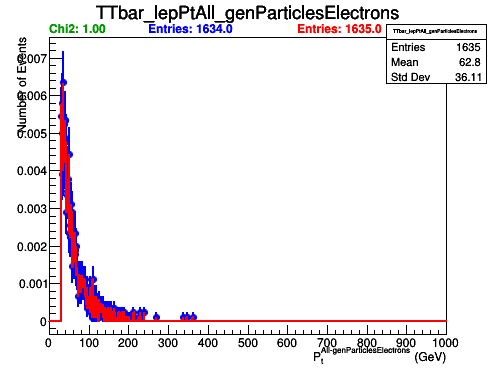 TTbar_lepPtAll_genParticlesElectrons
Chi2: 1.00 Entries: 1634.0 Entries: 1635.0
TTbar_lepPtAll_genParticlesElectrons
Entries 1635
Mean 62.8
Std Dev 36.11
Number of Events
0.007
0.006
0.005
0.004
0.003
0.002
0.001
0
0 100 200 300 400 500 600 700 800 900 1000
P_t^All-genParticlesElectrons (GeV)